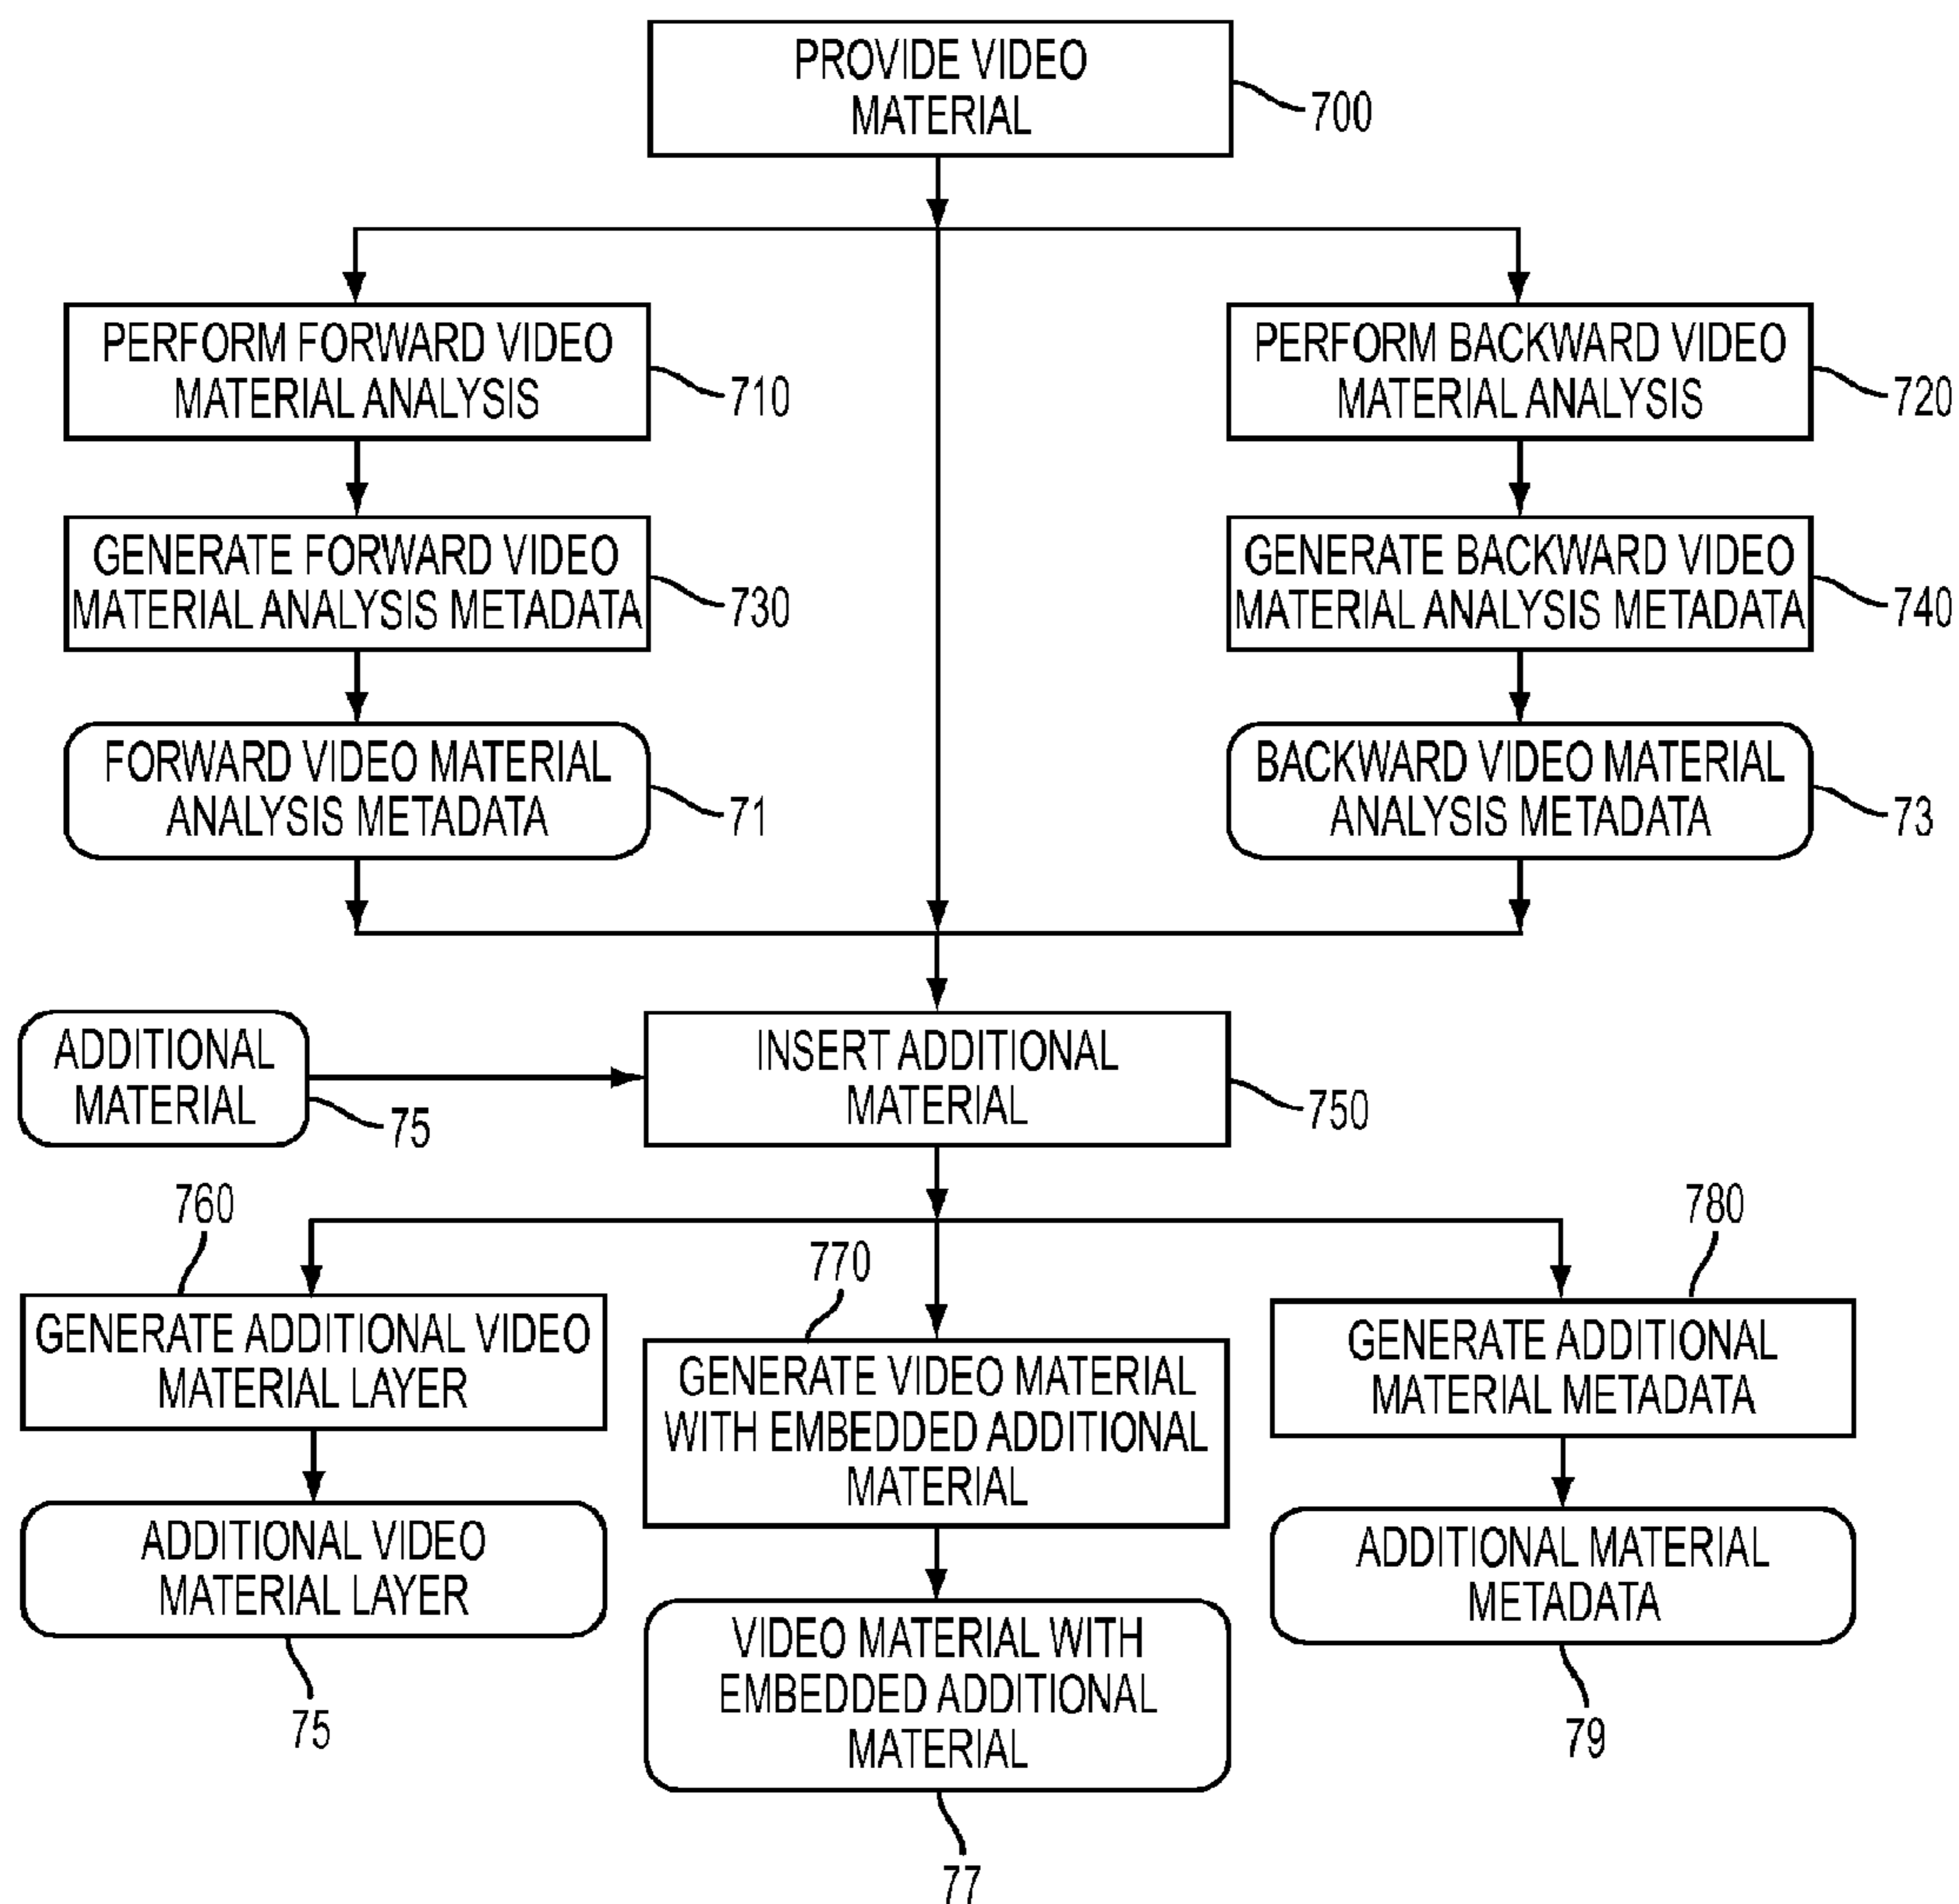 PROVIDE VIDEO
MATERIAL
700
PERFORM FORWARD VIDEO
MATERIAL ANALYSIS
710
PERFORM BACKWARD VIDEO
MATERIAL ANALYSIS
720
GENERATE FORWARD VIDEO
MATERIAL ANALYSIS METADATA
730
GENERATE BACKWARD VIDEO
MATERIAL ANALYSIS METADATA
740
FORWARD VIDEO MATERIAL
ANALYSIS METADATA
71
BACKWARD VIDEO MATERIAL
ANALYSIS METADATA
73
ADDITIONAL
MATERIAL
75
INSERT ADDITIONAL
MATERIAL
750
760
GENERATE ADDITIONAL VIDEO
MATERIAL LAYER
770
GENERATE VIDEO MATERIAL
WITH EMBEDDED ADDITIONAL
MATERIAL
780
GENERATE ADDITIONAL
MATERIAL METADATA
ADDITIONAL VIDEO
MATERIAL LAYER
75
VIDEO MATERIAL WITH
EMBEDDED ADDITIONAL
MATERIAL
77
ADDITIONAL MATERIAL
METADATA
79